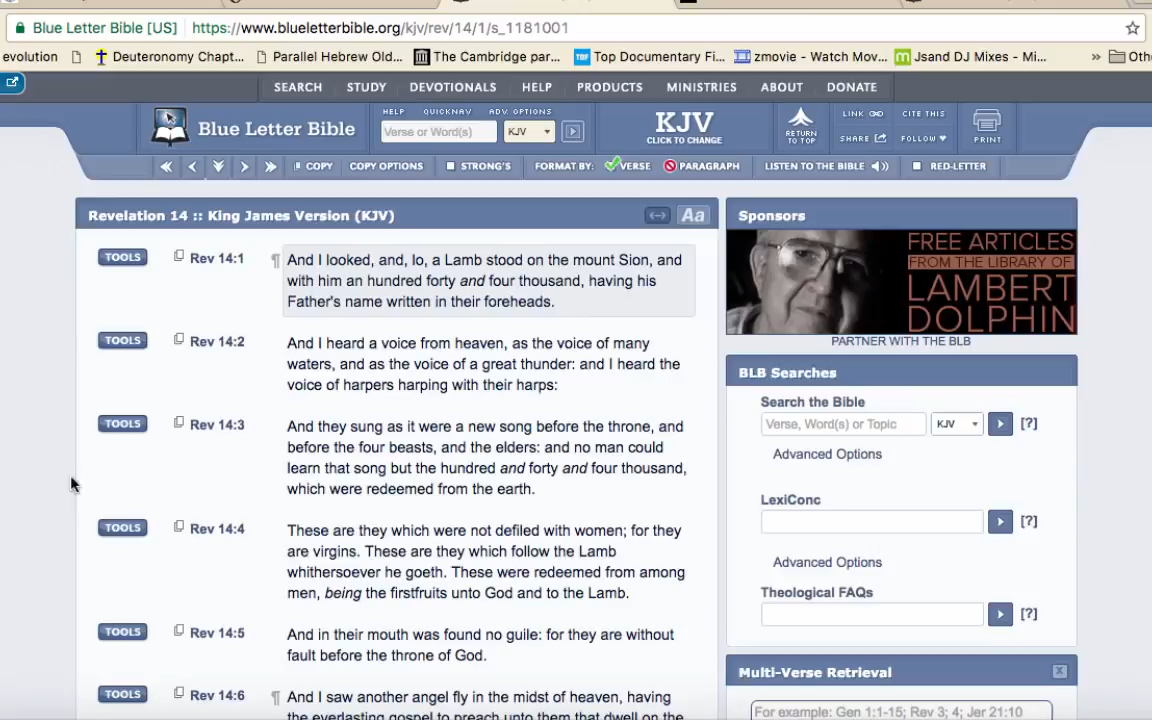 Blue Letter Bible [US] https://www.blueletterbible.org/kjv/rev/14/1/s_1181001
evolution Deuteronomy Chapt... Parallel Hebrew Old... The Cambridge par... TDF Top Documentary Fi... zmovie - Watch Mov... Jsand DJ Mixes - Mi... » Oth
SEARCH STUDY DEVOTIONALS HELP PRODUCTS MINISTRIES ABOUT DONATE
Blue Letter Bible
HELP QUICKNAV ADV. OPTIONS
Verse or Word(s) KJV
KJV
CLICK TO CHANGE
RETURN
TO TOP
LINK CITE THIS
SHARE FOLLOW
PRINT
COPY COPY OPTIONS STRONG'S FORMAT BY: VERSE PARAGRAPH LISTEN TO THE BIBLE RED-LETTER
Revelation 14 :: King James Version (KJV) Aa
TOOLS Rev 14:1 ¶ And I looked, and, lo, a Lamb stood on the mount Sion, and
with him an hundred forty and four thousand, having his
Father's name written in their foreheads.
TOOLS Rev 14:2 And I heard a voice from heaven, as the voice of many
waters, and as the voice of a great thunder: and I heard the
voice of harpers harping with their harps:
TOOLS Rev 14:3 And they sung as it were a new song before the throne, and
before the four beasts, and the elders: and no man could
learn that song but the hundred and forty and four thousand,
which were redeemed from the earth.
TOOLS Rev 14:4 These are they which were not defiled with women; for they
are virgins. These are they which follow the Lamb
whithersoever he goeth. These were redeemed from among
men, being the firstfruits unto God and to the Lamb.
TOOLS Rev 14:5 And in their mouth was found no guile: for they are without
fault before the throne of God.
TOOLS Rev 14:6 ¶ And I saw another angel fly in the midst of heaven, having
the everlasting gospel to preach unto them that dwell on the
Sponsors
FREE ARTICLES
FROM THE LIBRARY OF
LAMBERT
DOLPHIN
PARTNER WITH THE BLB
BLB Searches
Search the Bible
Verse, Word(s) or Topic KJV [?]
Advanced Options
LexiConc
[?]
Advanced Options
Theological FAQs
[?]
Multi-Verse Retrieval x
For example: Gen 1:1-15; Rev 3; 4; Jer 21:10